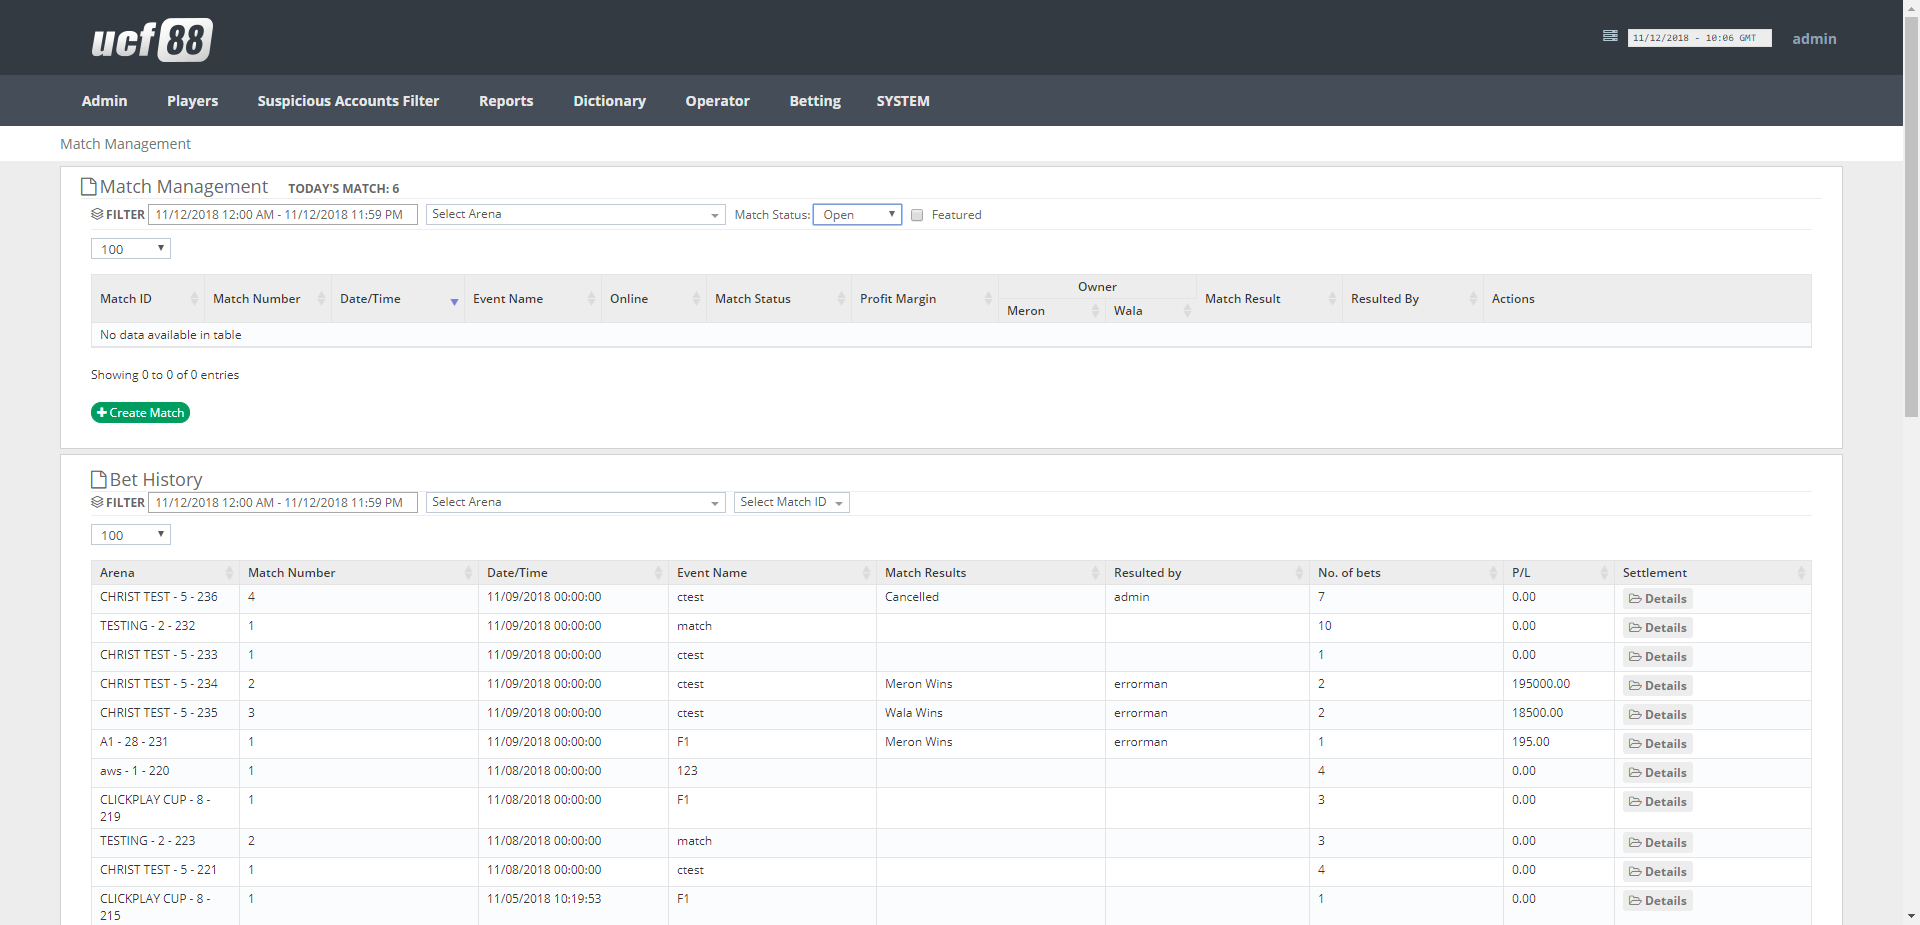 ucf 88
11/12/2018 - 10:06 GMT admin
Admin Players Suspicious Accounts Filter Reports Dictionary Operator Betting SYSTEM
Match Management
Match Management TODAY'S MATCH: 6
FILTER 11/12/2018 12:00 AM - 11/12/2018 11:59 PM Select Arena Match Status: Open Featured
100
Match ID Match Number Date/Time Event Name Online Match Status Profit Margin Owner Match Result Resulted By Actions
Meron Wala
No data available in table
Showing 0 to 0 of 0 entries
Create Match
Bet History
FILTER 11/12/2018 12:00 AM - 11/12/2018 11:59 PM Select Arena Select Match ID
100
Arena Match Number Date/Time Event Name Match Results Resulted by No. of bets P/L Settlement
CHRIST TEST - 5 - 236 4 11/09/2018 00:00:00 ctest Cancelled admin 7 0.00 Details
TESTING - 2 - 232 1 11/09/2018 00:00:00 match 10 0.00 Details
CHRIST TEST - 5 - 233 1 11/09/2018 00:00:00 ctest 1 0.00 Details
CHRIST TEST - 5 - 234 2 11/09/2018 00:00:00 ctest Meron Wins errorman 2 195000.00 Details
CHRIST TEST - 5 - 235 3 11/09/2018 00:00:00 ctest Wala Wins errorman 2 18500.00 Details
A1 - 28 - 231 1 11/09/2018 00:00:00 F1 Meron Wins errorman 1 195.00 Details
aws - 1 - 220 1 11/08/2018 00:00:00 123 4 0.00 Details
CLICKPLAY CUP - 8 - 1 11/08/2018 00:00:00 F1 3 0.00 Details
219
TESTING - 2 - 223 2 11/08/2018 00:00:00 match 3 0.00 Details
CHRIST TEST - 5 - 221 1 11/08/2018 00:00:00 ctest 4 0.00 Details
CLICKPLAY CUP - 8 - 1 11/05/2018 10:19:53 F1 1 0.00 Details
215